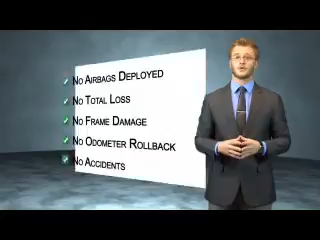 No Airbags Deployed
No Total Loss
No Frame Damage
No Odometer Rollback
No Accidents